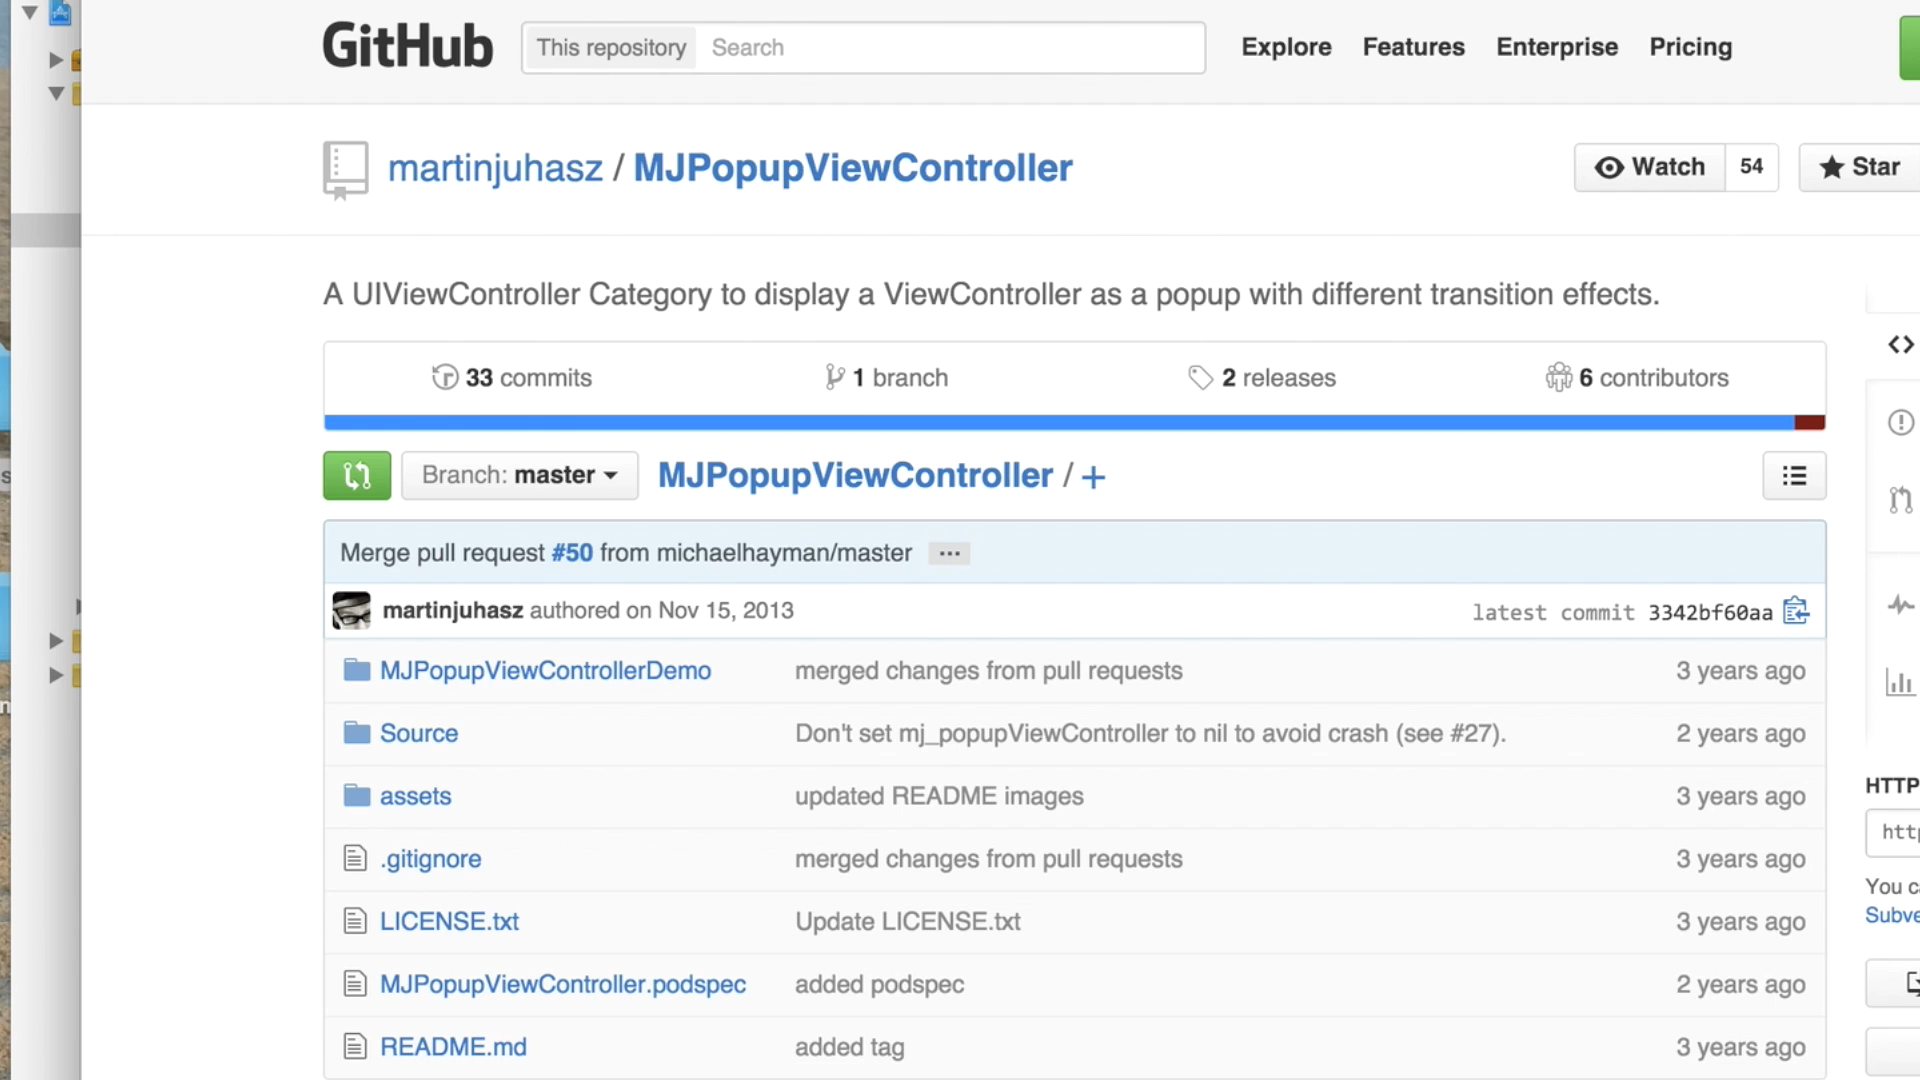 GitHub This repository Search Explore Features Enterprise Pricing
martinjuhasz / MJPopupViewController Watch 54 Star
A UIViewController Category to display a ViewController as a popup with different transition effects.
33 commits 1 branch 2 releases 6 contributors
Branch: master MJPopupViewController / +
Merge pull request #50 from michaelhayman/master ...
martinjuhasz authored on Nov 15, 2013 latest commit 3342bf60aa
MJPopupViewControllerDemo merged changes from pull requests 3 years ago
Source Don't set mj_popupViewController to nil to avoid crash (see #27). 2 years ago
assets updated README images 3 years ago
HTTP
.gitignore merged changes from pull requests 3 years ago
You
LICENSE.txt Update LICENSE.txt 3 years ago
MJPopupViewController.podspec added podspec 2 years ago
README.md added tag 3 years ago